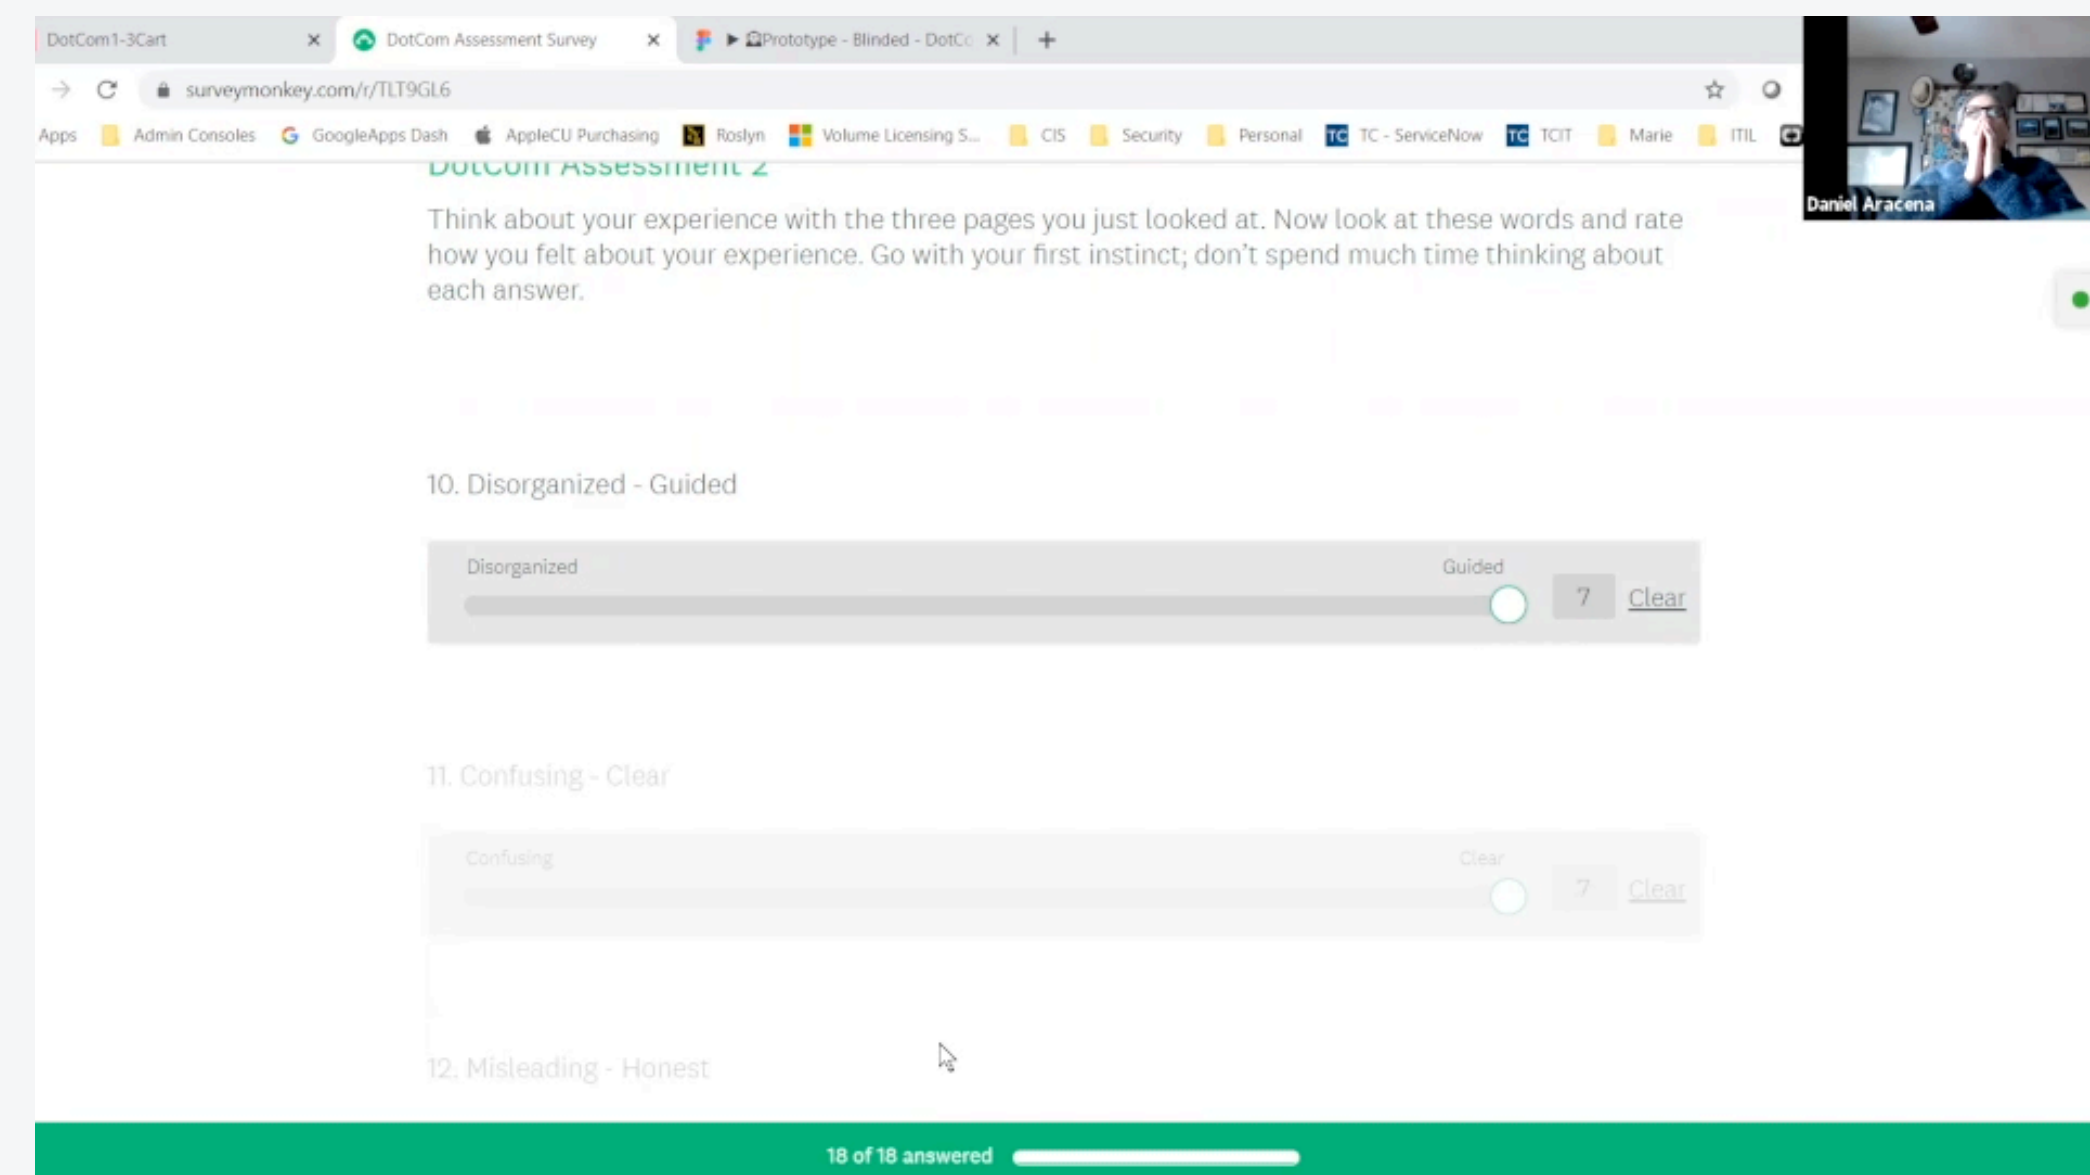 DotCom1-3Cart
DotCom Assessment Survey
Prototype - Blinded - DotCo
surveymonkey.com/r/TLT9GL6
Apps Admin Consoles GoogleApps Dash AppleCU Purchasing Roslyn Volume Licensing S... CIS Security Personal TC TC - ServiceNow TC TCIT Marie ITIL
Daniel Aracena
DotCom Assessment 2
Think about your experience with the three pages you just looked at. Now look at these words and rate
how you felt about your experience. Go with your first instinct; don't spend much time thinking about
each answer.
10. Disorganized - Guided
Disorganized Guided
7 Clear
11. Confusing - Clear
Confusing Clear
7 Clear
12. Misleading - Honest
18 of 18 answered